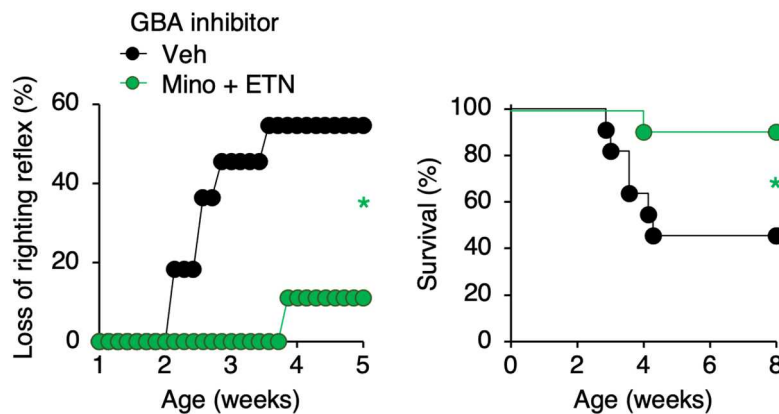 GBA inhibitor
Veh
Mino + ETN
Loss of righting reflex (%)
60
40
20
0
1 2 3 4 5
Age (weeks)
*
Survival (%)
100
80
60
40
20
0
0 2 4 6 8
Age (weeks)
*